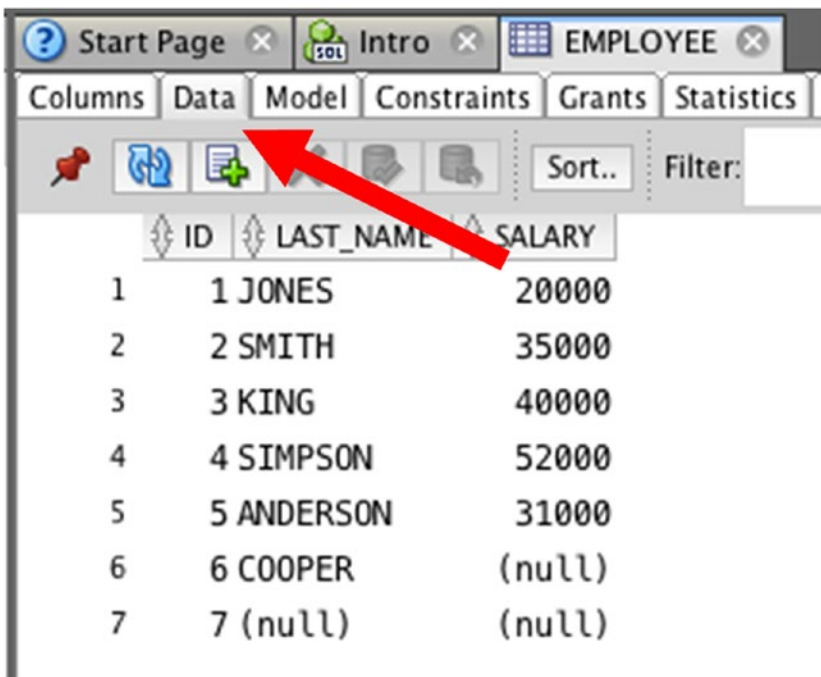 Start Page Intro EMPLOYEE
Columns Data Model Constraints Grants Statistics
Sort.. Filter:
ID LAST_NAME SALARY
1 1 JONES 20000
2 2 SMITH 35000
3 3 KING 40000
4 4 SIMPSON 52000
5 5 ANDERSON 31000
6 6 COOPER (null)
7 7 (null) (null)